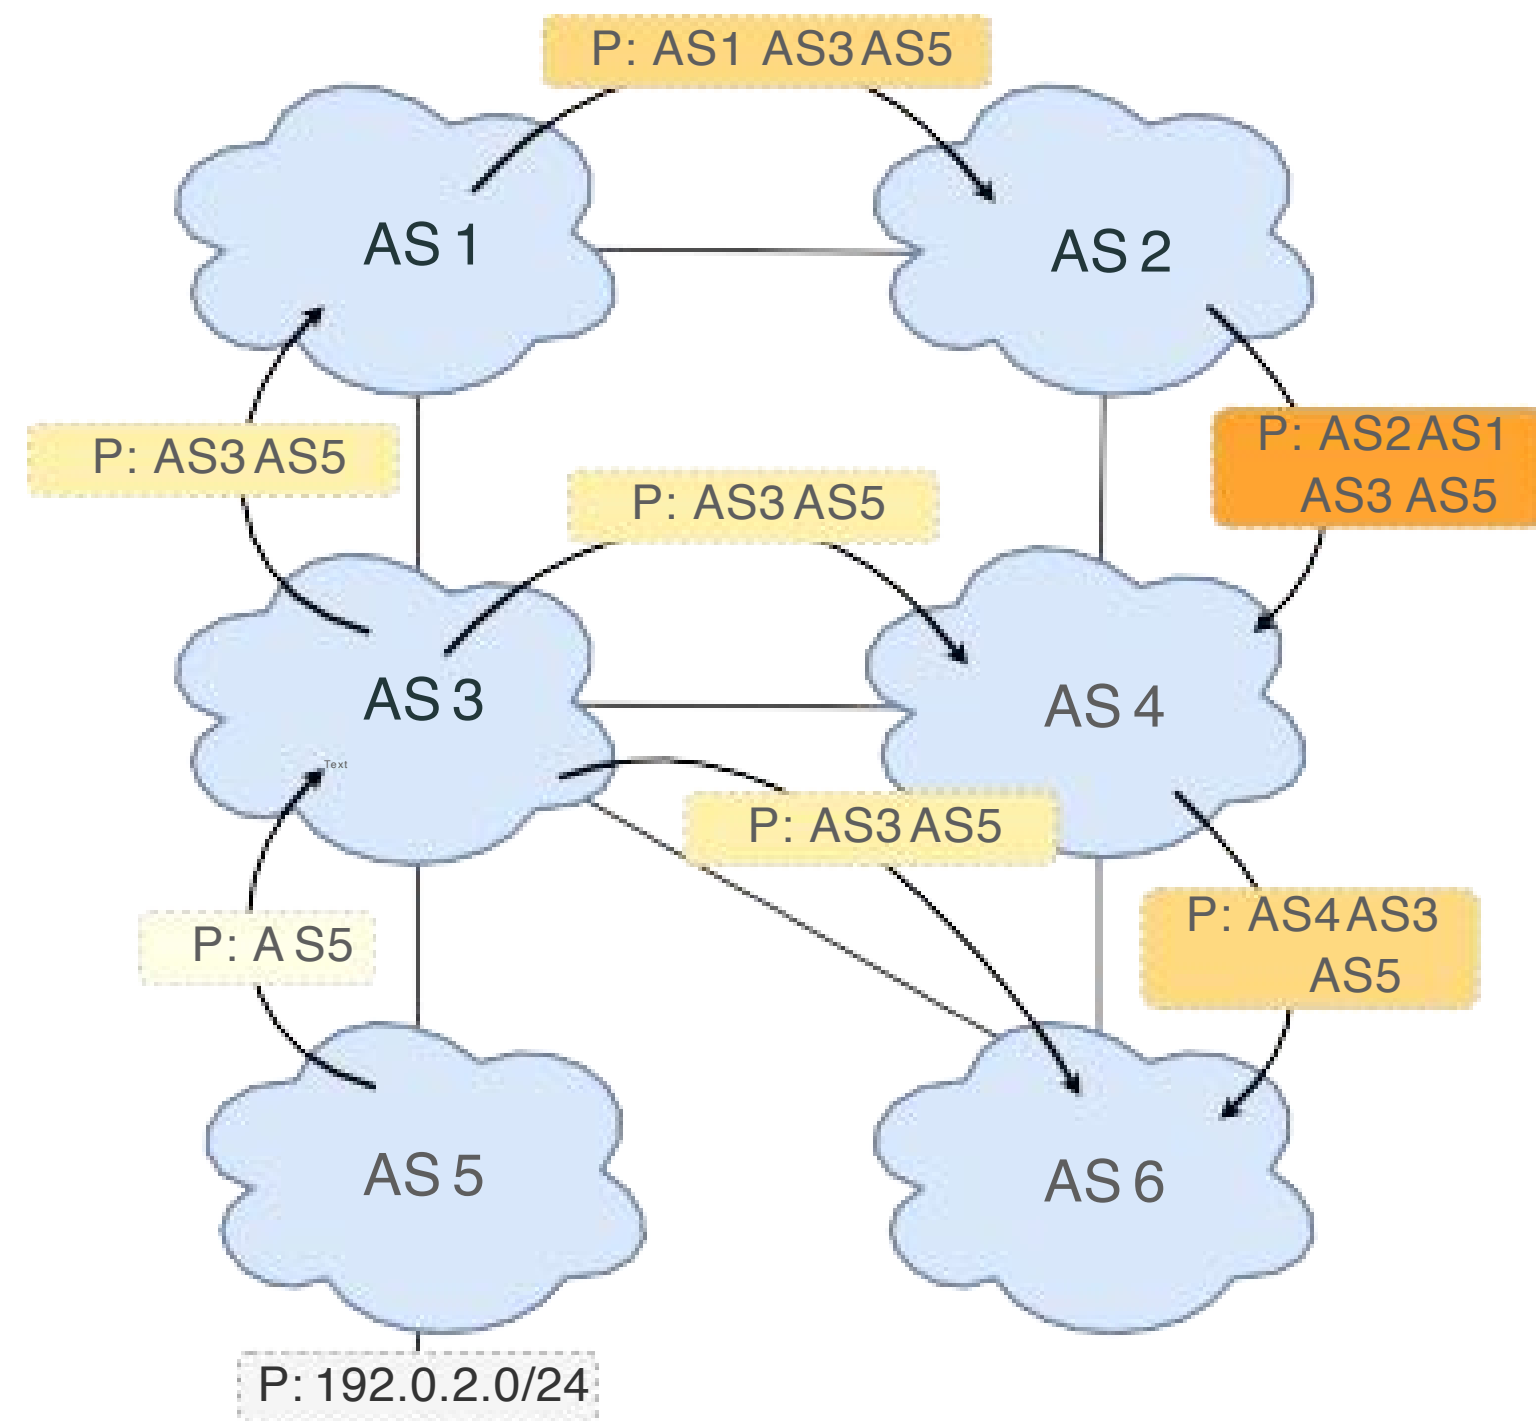 P: AS1 AS3 AS5
AS 1
AS 2
P: AS3 AS5
P: AS3 AS5
P: AS2 AS1
AS3 AS5
AS 3
AS 4
Text
P: AS3 AS5
P: AS4 AS3
AS5
P: A S5
AS 5
AS 6
P: 192.0.2.0/24